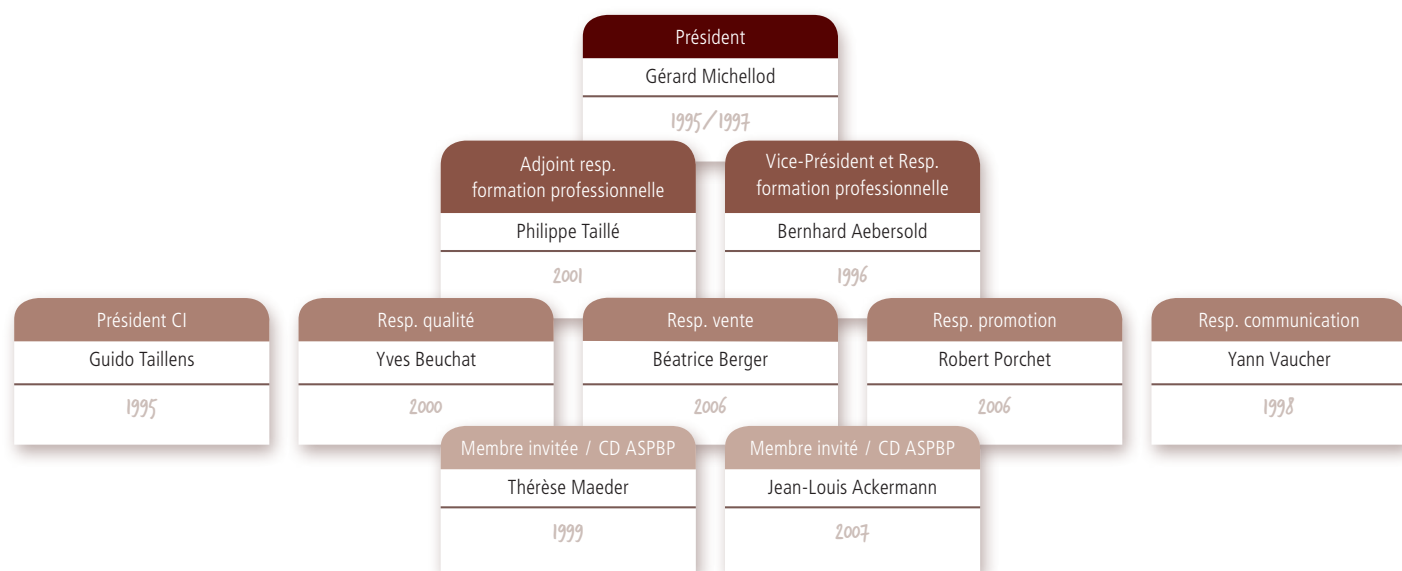 Président
Gérard Michellod
1995/1997
Adjoint resp.
formation professionnelle
Philippe Taillé
2001
Vice-Président et Resp.
formation professionnelle
Bernhard Aebersold
1996
Président CI
Guido Taillens
1995
Resp. qualité
Yves Beuchat
2000
Resp. vente
Béatrice Berger
2006
Resp. promotion
Robert Porchet
2006
Resp. communication
Yann Vaucher
1998
Membre invitée / CD ASPBP
Thérèse Maeder
1999
Membre invité / CD ASPBP
Jean-Louis Ackermann
2007